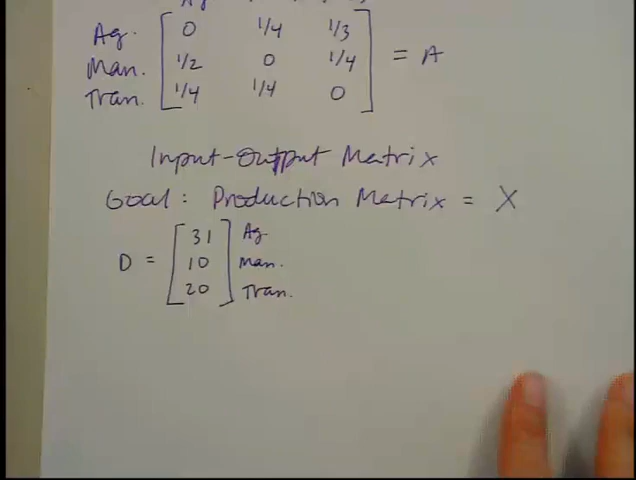 Ag.
Ag. [ 0 1/4 1/3 ]
Man. [ 1/2 0 1/4 ] = A
Tran. [ 1/4 1/4 0 ]
Input-Output Matrix
Goal: Production Matrix = X
[ 31 ] Ag
D = [ 10 ] Man.
[ 20 ] Tran.